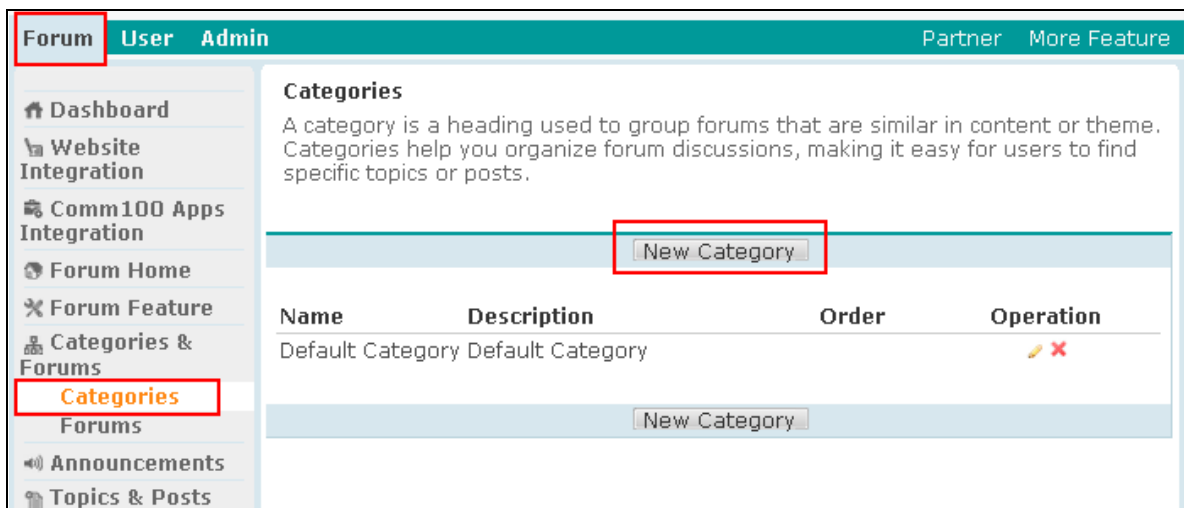 Forum User Admin Partner More Feature
Dashboard
Website
Integration
Comm100 Apps
Integration
Forum Home
Forum Feature
Categories &
Forums
Categories
Forums
Announcements
Topics & Posts
Categories
A category is a heading used to group forums that are similar in content or theme.
Categories help you organize forum discussions, making it easy for users to find
specific topics or posts.
New Category
Name Description Order Operation
Default Category Default Category
New Category